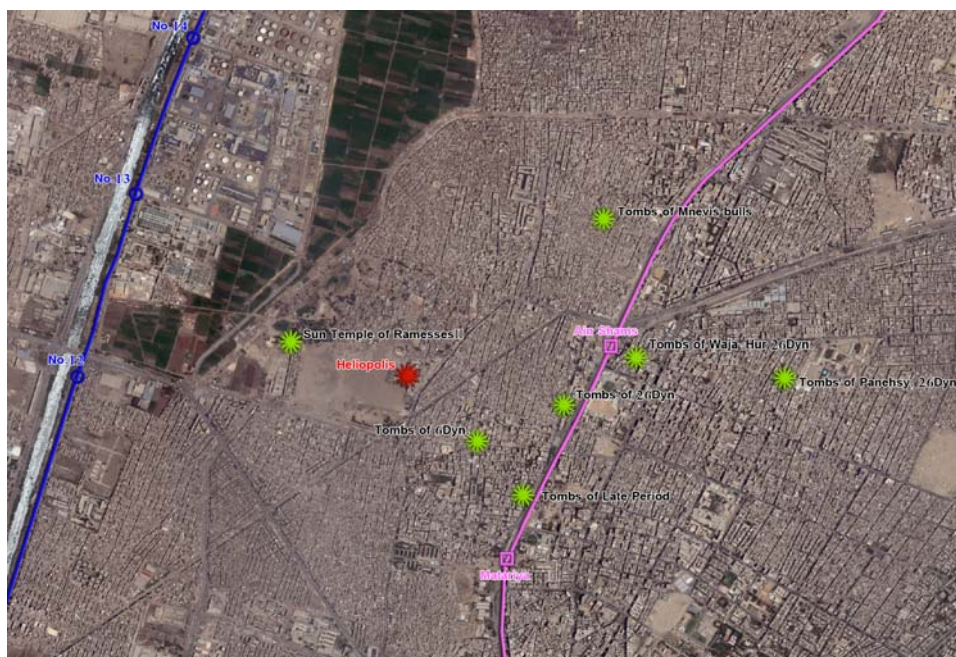 No 14
No 13
Tombs of Mnevis bulls
Ain Shams
Sun Temple of Ramesses II
Tombs of Waja, Hur 26Dyn
No.12
Heliopolis
Tombs of Panehsy, 26Dyn
Tombs of 26Dyn
Tombs of 6Dyn
Tombs of Late Period
Matariya